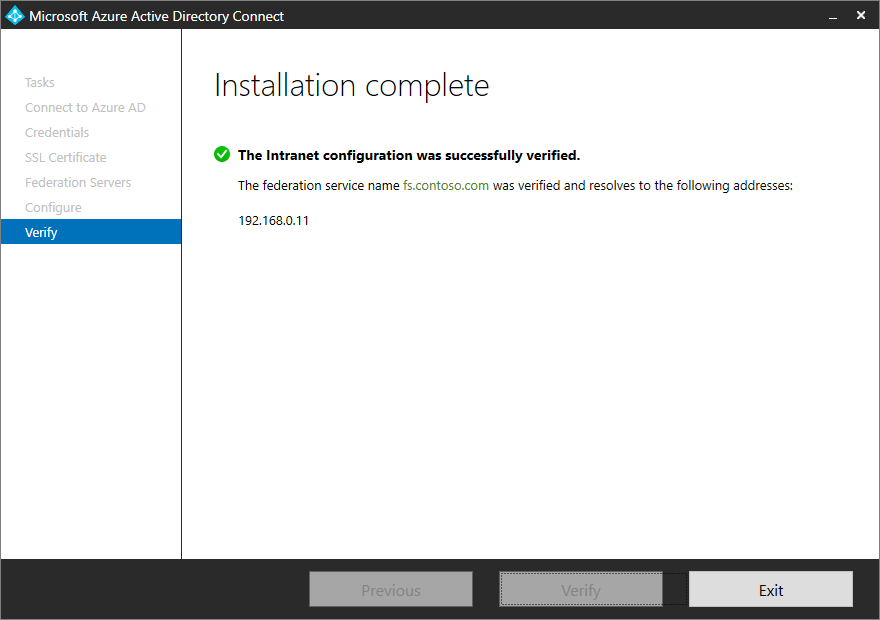 Microsoft Azure Active Directory Connect
Tasks
Connect to Azure AD
Credentials
SSL Certificate
Federation Servers
Configure
Verify
Installation complete
The Intranet configuration was successfully verified.
The federation service name fs.contoso.com was verified and resolves to the following addresses:
192.168.0.11
Previous
Verify
Exit